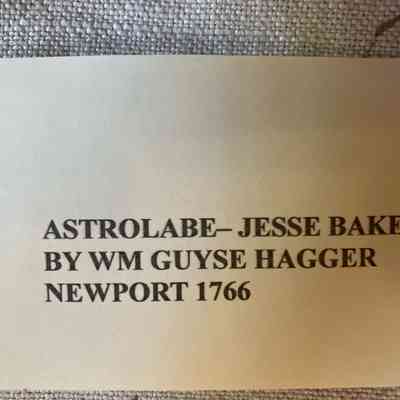 ASTROLABE– JESSE BAKE
BY WM GUYSE HAGGER
NEWPORT 1766